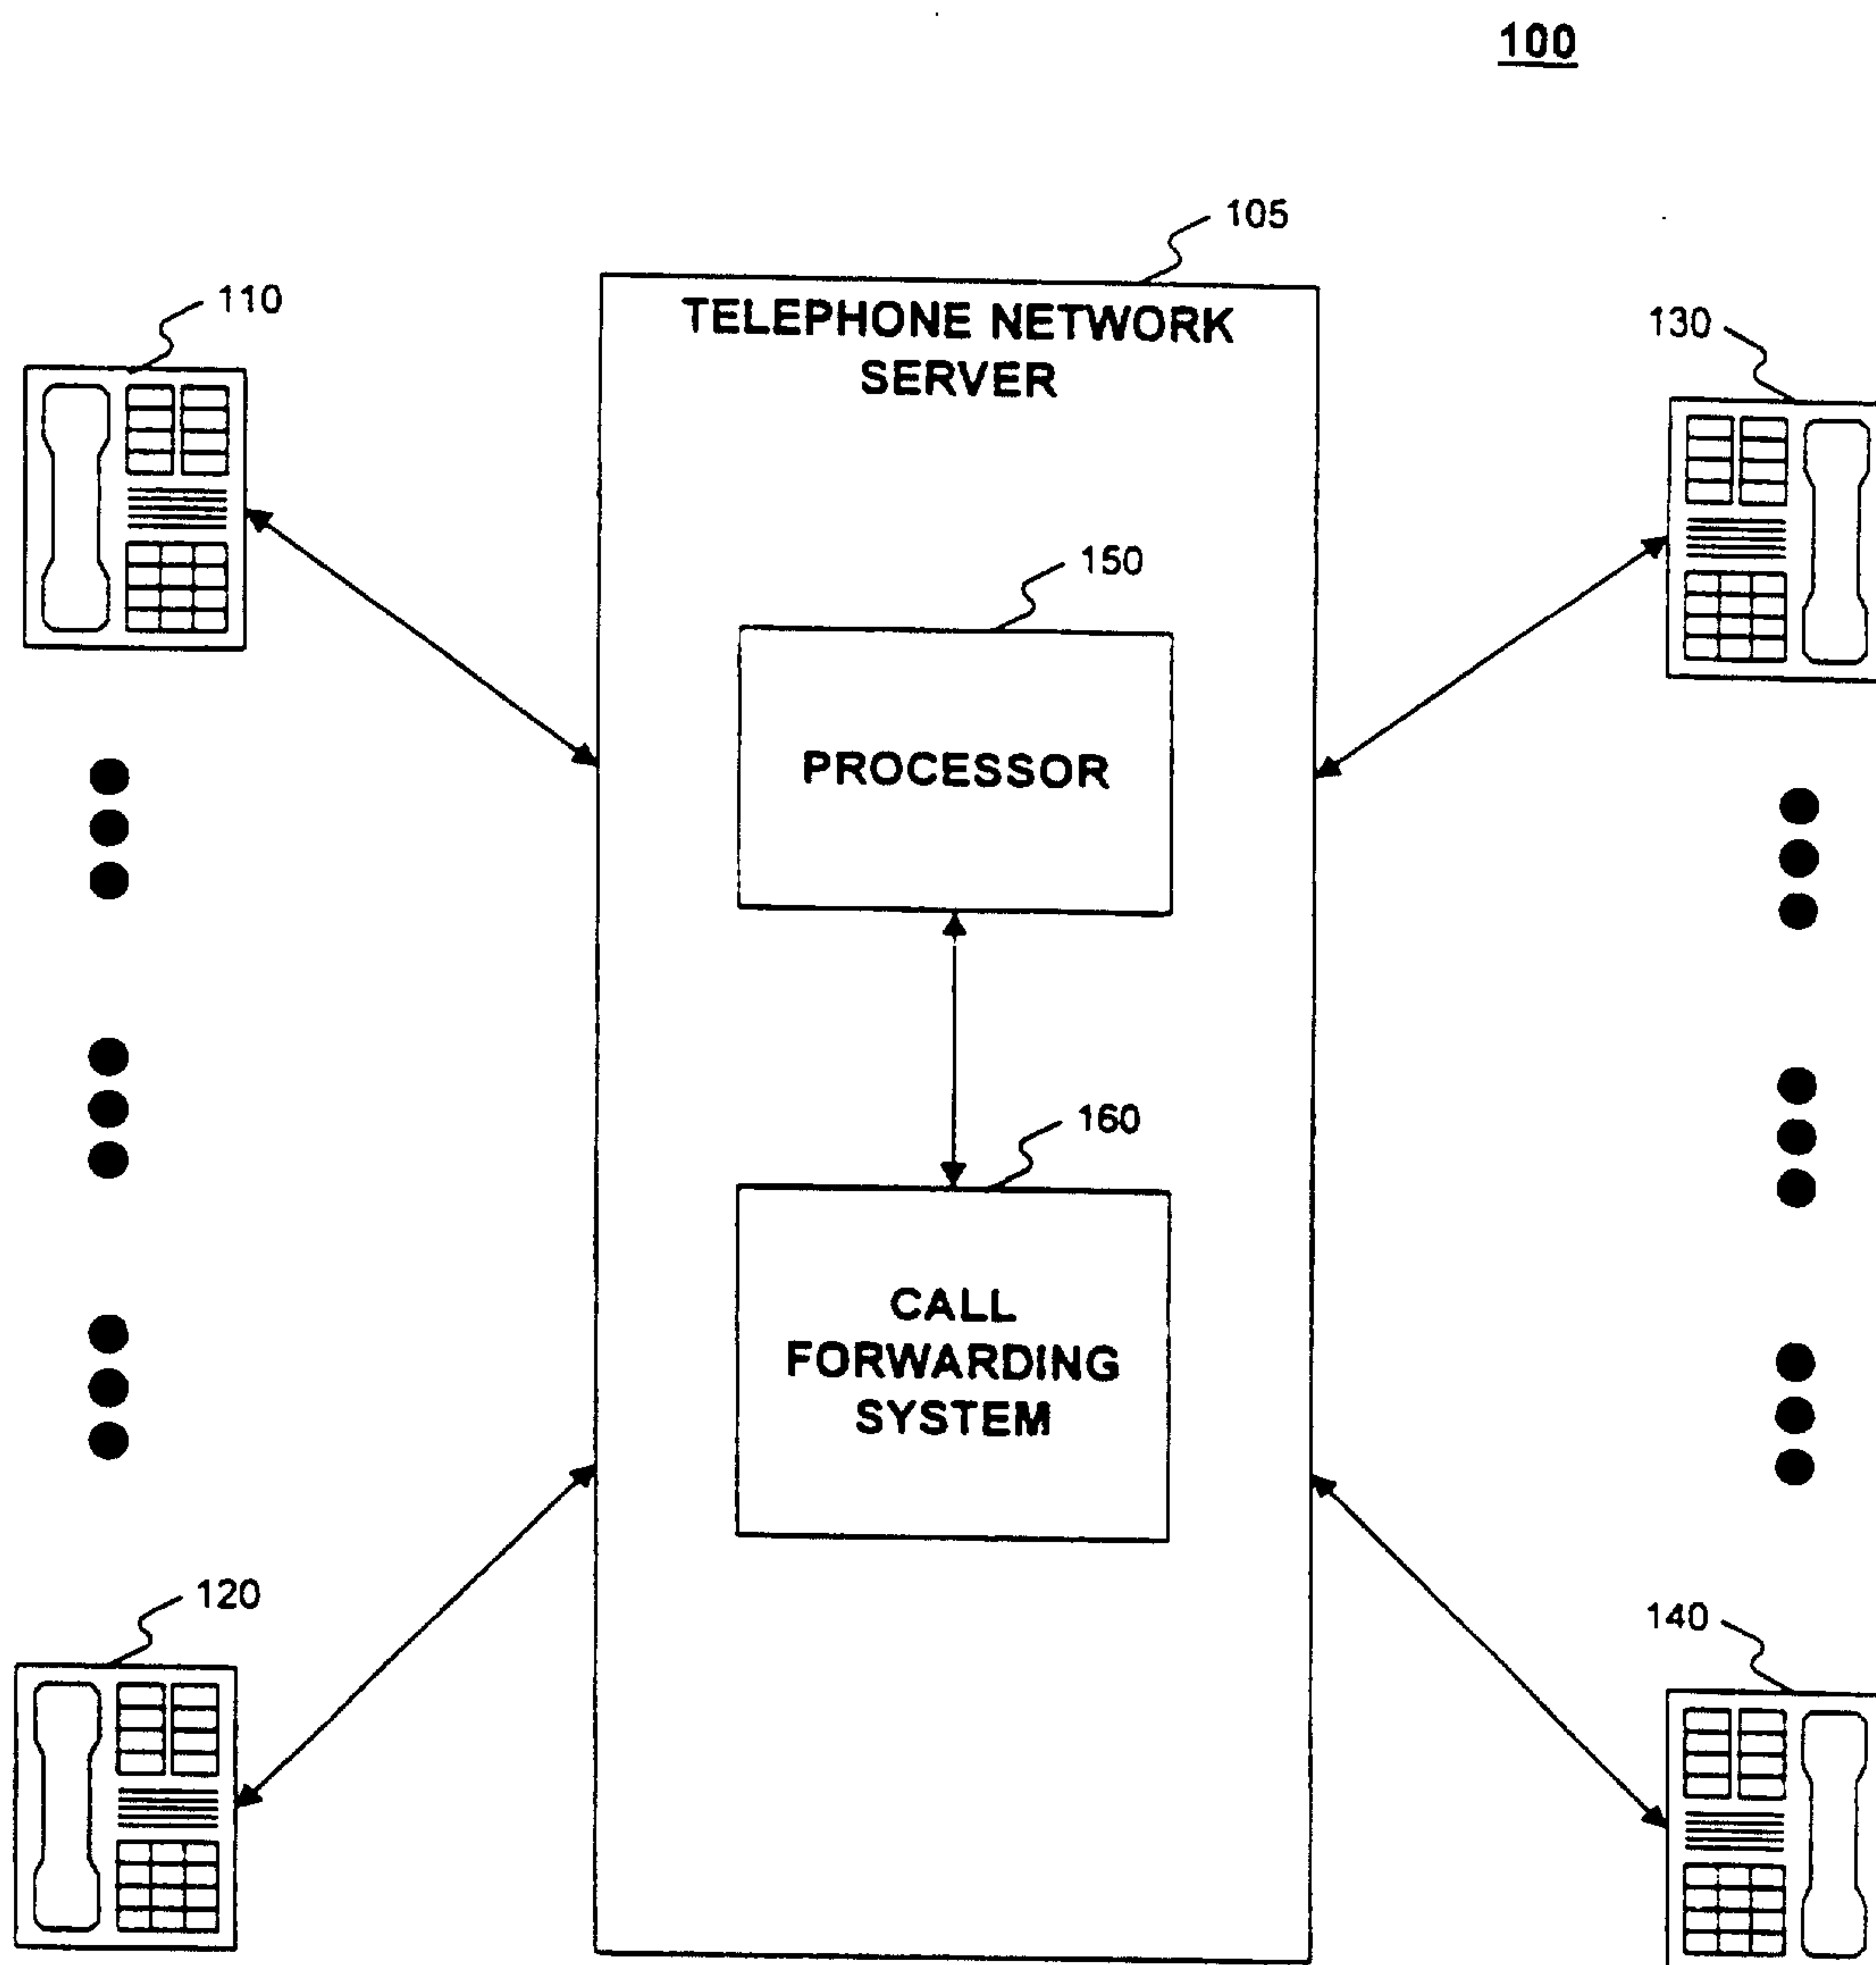 100
105
110
TELEPHONE NETWORK
SERVER
130
150
PROCESSOR
160
CALL
FORWARDING
SYSTEM
120
140